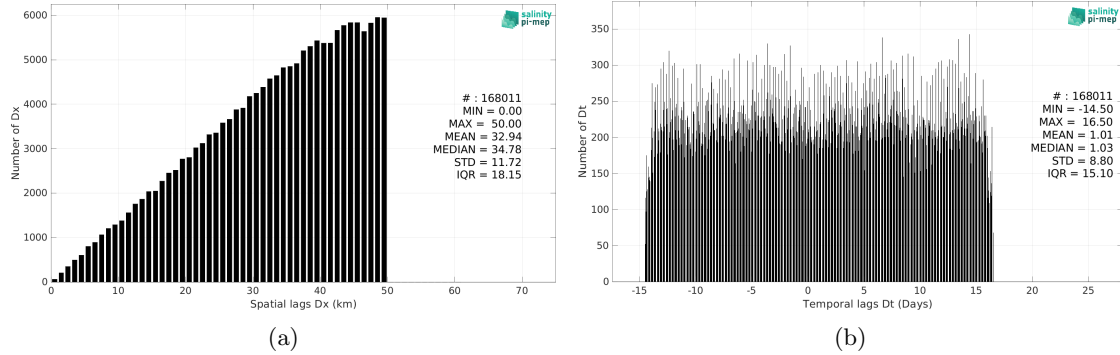 6000
5000
4000
3000
2000
1000
0
Number of Dx
0 10 20 30 40 50 60 70
Spatial lags Dx (km)
salinity
pi-mep
# : 168011
MIN = 0.00
MAX = 50.00
MEAN = 32.94
MEDIAN = 34.78
STD = 11.72
IQR = 18.15
(a)
350
300
250
200
150
100
50
0
Number of Dt
-15 -10 -5 0 5 10 15 20 25
Temporal lags Dt (Days)
salinity
pi-mep
# : 168011
MIN = -14.50
MAX = 16.50
MEAN = 1.01
MEDIAN = 1.03
STD = 8.80
IQR = 15.10
(b)